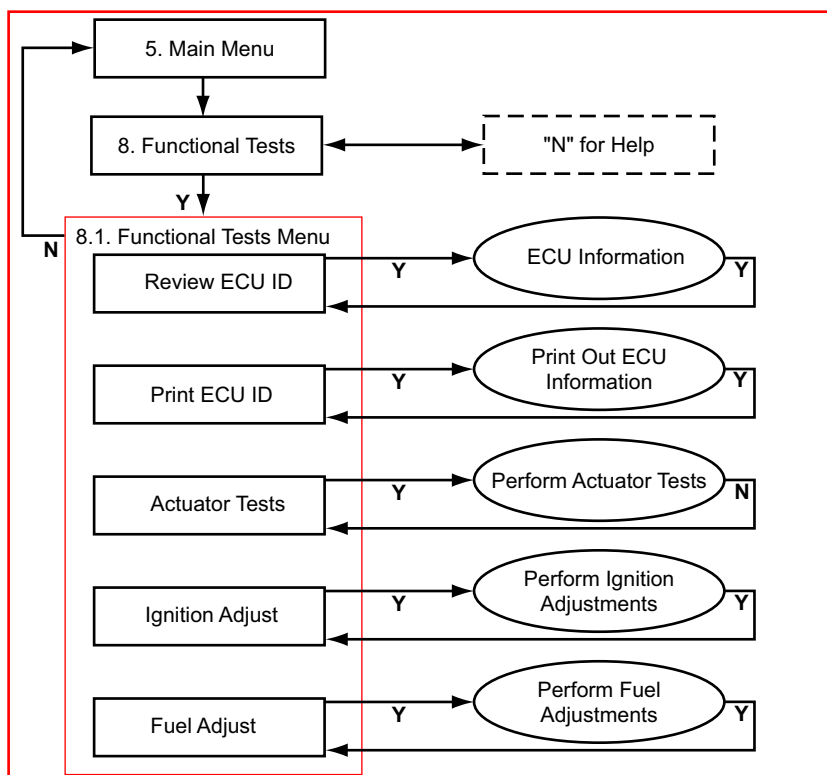 5. Main Menu
8. Functional Tests
"N" for Help
Y
N
8.1. Functional Tests Menu
Review ECU ID
Y
ECU Information
Y
Print ECU ID
Y
Print Out ECU
Information
Y
Actuator Tests
Y
Perform Actuator Tests
N
Ignition Adjust
Y
Perform Ignition
Adjustments
Y
Fuel Adjust
Y
Perform Fuel
Adjustments
Y